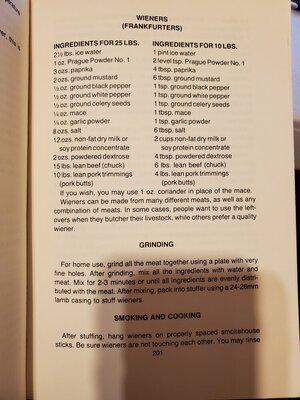 WIENERS
(FRANKFURTERS)
INGREDIENTS FOR 25 LBS.
2½ lbs. ice water
1 oz. Prague Powder No. 1
3 ozs. paprika
2 ozs. ground mustard
½ oz. ground black pepper
½ oz. ground white pepper
½ oz. ground celery seeds
¼ oz. mace
¼ oz. garlic powder
8 ozs. salt
12 ozs. non-fat dry milk or
soy protein concentrate
2 ozs. powdered dextrose
15 lbs. lean beef (chuck)
10 lbs. lean pork trimmings
(pork butts)
INGREDIENTS FOR 10 LBS.
1 pint ice water
2 level tsp. Prague Powder No. 1
4 tbsp. paprika
6 tbsp. ground mustard
1 tsp. ground black pepper
1 tsp. ground white pepper
1 tsp. ground celery seeds
1 tbsp. mace
1 tsp. garlic powder
6 tbsp. salt
2 cups non-fat dry milk or
soy protein concentrate
4 tbsp. powdered dextrose
6 lbs. lean beef (chuck)
4 lbs. lean pork trimmings
(pork butts)
If you wish, you may use 1 oz. coriander in place of the mace.
Wieners can be made from many different meats, as well as any
combination of meats. In some cases, people want to use the left-
overs when they butcher their livestock, while others prefer a quality
wiener.
GRINDING
For home use, grind all the meat together using a plate with very
fine holes. After grinding, mix all the ingredients with water and
meat. Mix for 2-3 minutes or until all ingredients are evenly distri-
buted with the meat. After mixing, pack into stuffer using a 24-26mm
lamb casing to stuff wieners.
SMOKING AND COOKING
After stuffing, hang wieners on properly spaced smokehouse
sticks. Be sure wieners are not touching each other. You may rinse
201